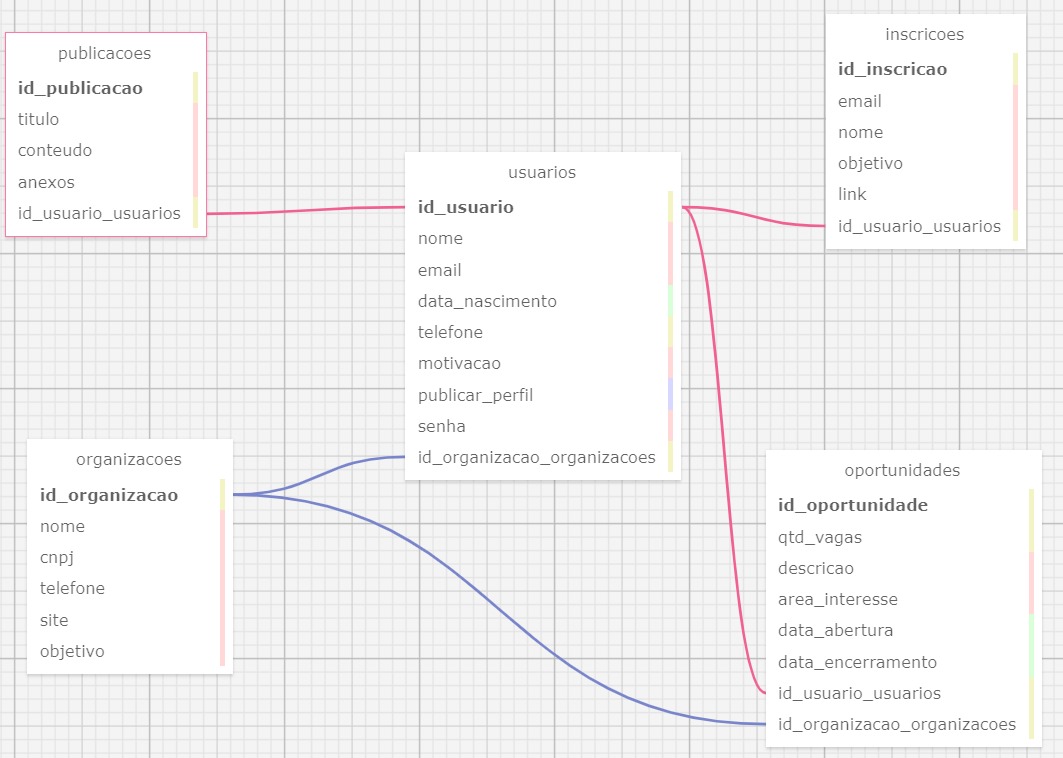 publicacoes
id_publicacao
titulo
conteudo
anexos
id_usuario_usuarios
usuarios
id_usuario
nome
email
data_nascimento
telefone
motivacao
publicar_perfil
senha
id_organizacao_organizacoes
inscricoes
id_inscricao
email
nome
objetivo
link
id_usuario_usuarios
organizacoes
id_organizacao
nome
cnpj
telefone
site
objetivo
oportunidades
id_oportunidade
qtd_vagas
descricao
area_interesse
data_abertura
data_encerramento
id_usuario_usuarios
id_organizacao_organizacoes